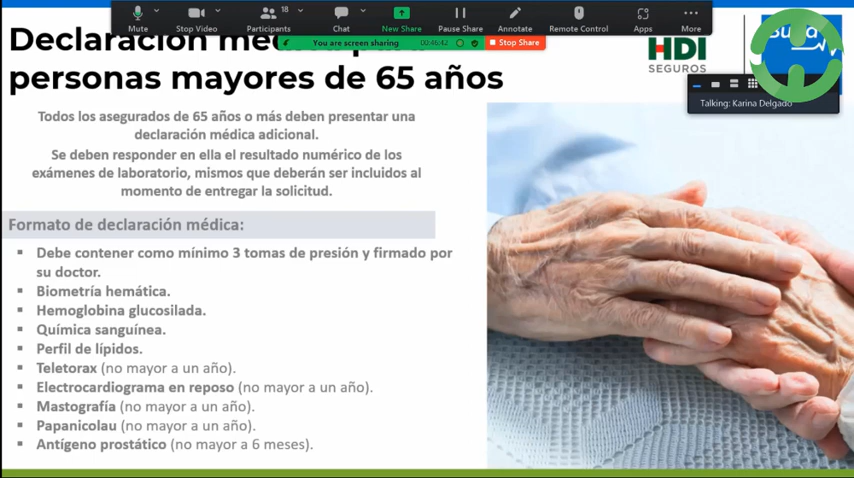 Mute
Stop Video
Participants
18
Chat
New Share
Pause Share
Annotate
Remote Control
Apps
More
You are screen sharing
00:46:42
Stop Share
Declaración
personas mayores de 65 años
HDI
SEGUROS
Talking: Karina Delgado
Todos los asegurados de 65 años o más deben presentar una
declaración médica adicional.
Se deben responder en ella el resultado numérico de los
exámenes de laboratorio, mismos que deberán ser incluidos al
momento de entregar la solicitud.
Formato de declaración médica:
▪ Debe contener como mínimo 3 tomas de presión y firmado por
su doctor.
▪ Biometría hemática.
▪ Hemoglobina glucosilada.
▪ Química sanguínea.
▪ Perfil de lípidos.
▪ Teletorax (no mayor a un año).
▪ Electrocardiograma en reposo (no mayor a un año).
▪ Mastografía (no mayor a un año).
▪ Papanicolau (no mayor a un año).
▪ Antígeno prostático (no mayor a 6 meses).